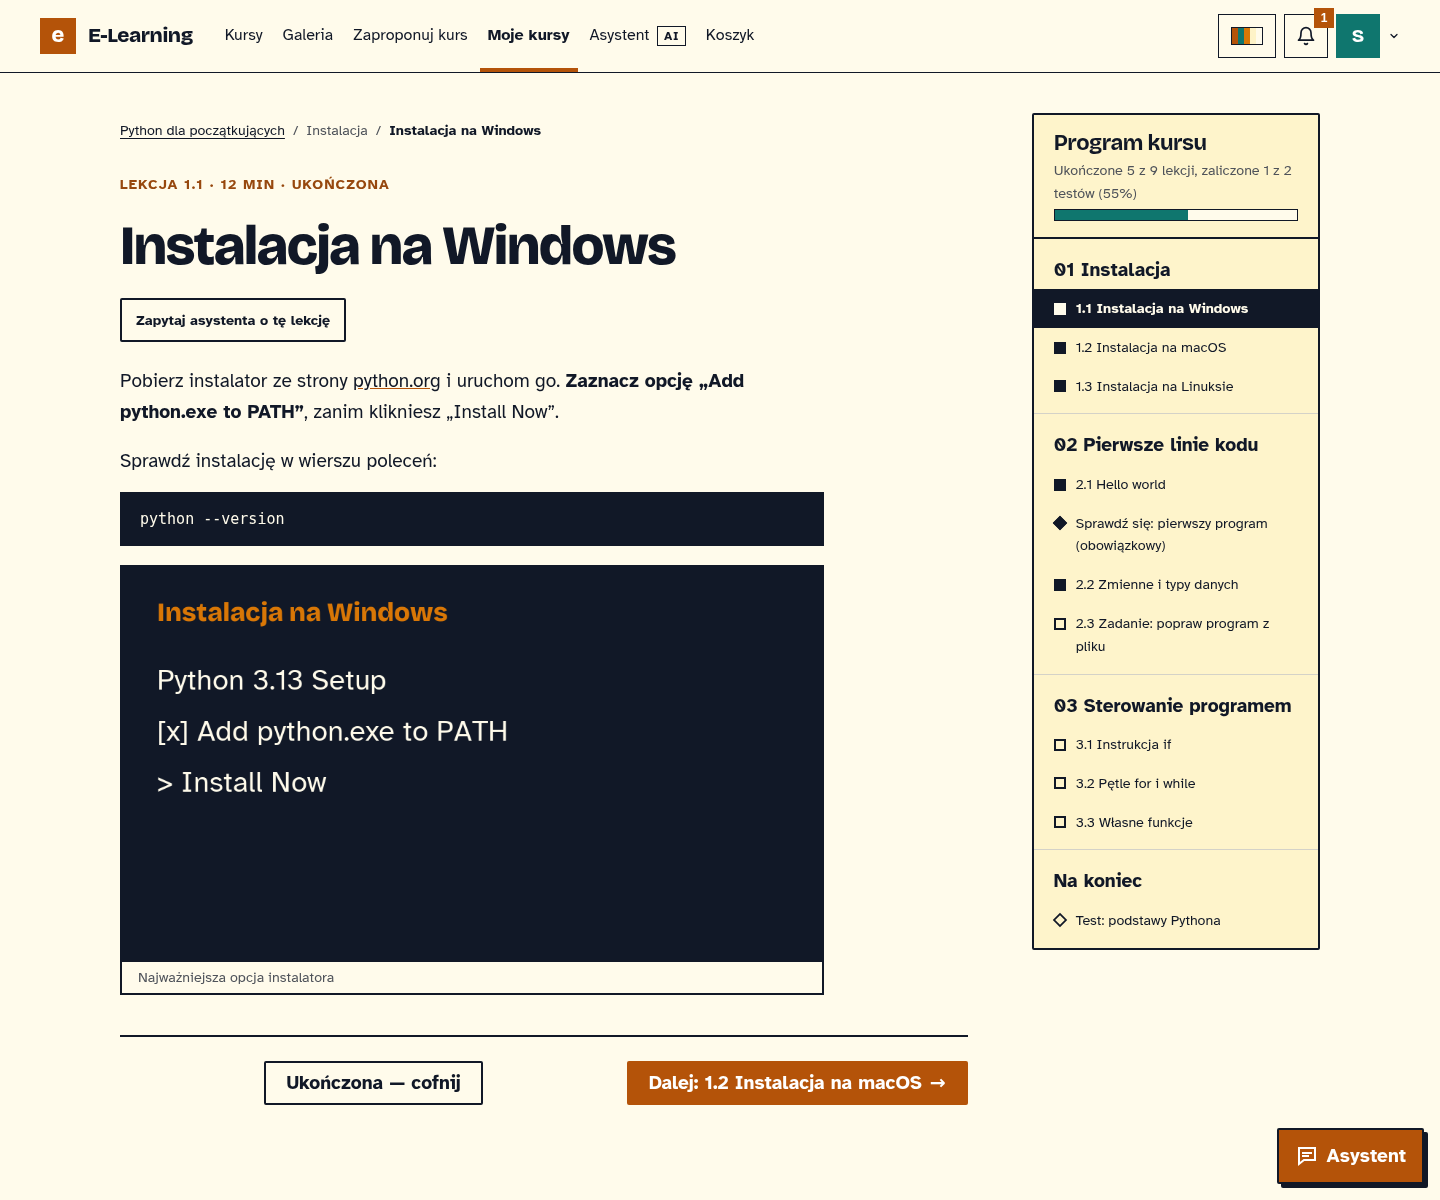 e E-Learning Kursy Galeria Zaproponuj kurs Moje kursy Asystent AI Koszyk 1 S
Python dla początkujących / Instalacja / Instalacja na Windows
LEKCJA 1.1 · 12 MIN · UKOŃCZONA
Instalacja na Windows
Zapytaj asystenta o tę lekcję
Pobierz instalator ze strony python.org i uruchom go. Zaznacz opcję „Add
python.exe to PATH”, zanim klikniesz „Install Now”.
Sprawdź instalację w wierszu poleceń:
python --version
Instalacja na Windows
Python 3.13 Setup
[x] Add python.exe to PATH
> Install Now
Najważniejsza opcja instalatora
Ukończona — cofnij
Dalej: 1.2 Instalacja na macOS →
Program kursu
Ukończone 5 z 9 lekcji, zaliczone 1 z 2
testów (55%)
01 Instalacja
1.1 Instalacja na Windows
1.2 Instalacja na macOS
1.3 Instalacja na Linuksie
02 Pierwsze linie kodu
2.1 Hello world
Sprawdź się: pierwszy program
(obowiązkowy)
2.2 Zmienne i typy danych
2.3 Zadanie: popraw program z
pliku
03 Sterowanie programem
3.1 Instrukcja if
3.2 Pętle for i while
3.3 Własne funkcje
Na koniec
Test: podstawy Pythona
Asystent